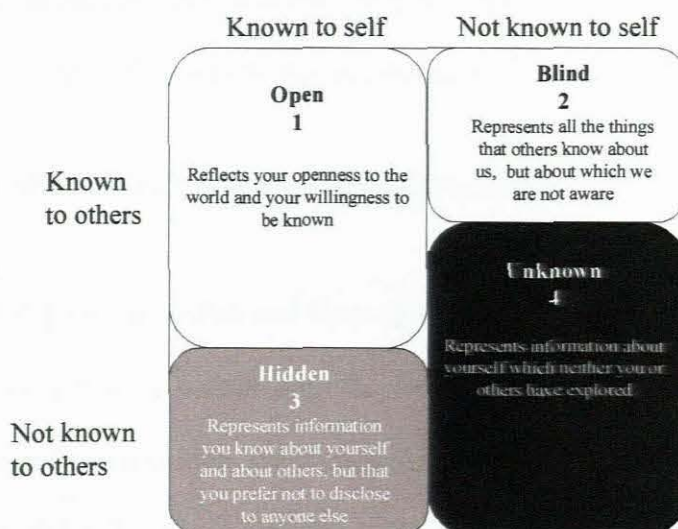 Known to self
Not known to self
Known
to others
Open
1
Reflects your openness to the
world and your willingness to
be known
Blind
2
Represents all the things
that others know about
us, but about which we
are not aware
Not known
to others
Hidden
3
Represents information
you know about yourself
and about others, but that
you prefer not to disclose
to anyone else
Unknown
4
Represents information about
yourself which neither you or
others have explored